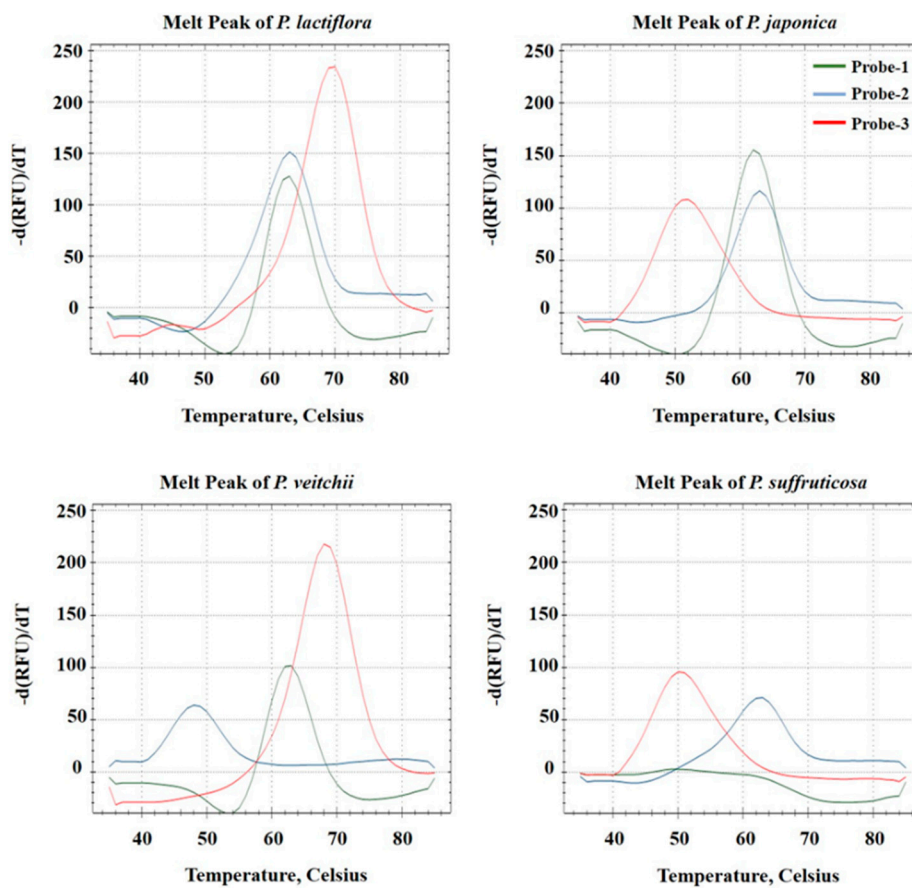 Melt Peak of P. lactiflora
250
200
150
100
50
0
-d(RFU)/dT
40 50 60 70 80
Temperature, Celsius
Melt Peak of P. japonica
250
200
150
100
50
0
-d(RFU)/dT
Probe-1
Probe-2
Probe-3
40 50 60 70 80
Temperature, Celsius
Melt Peak of P. veitchii
250
200
150
100
50
0
-d(RFU)/dT
40 50 60 70 80
Temperature, Celsius
Melt Peak of P. suffruticosa
250
200
150
100
50
0
-d(RFU)/dT
40 50 60 70 80
Temperature, Celsius